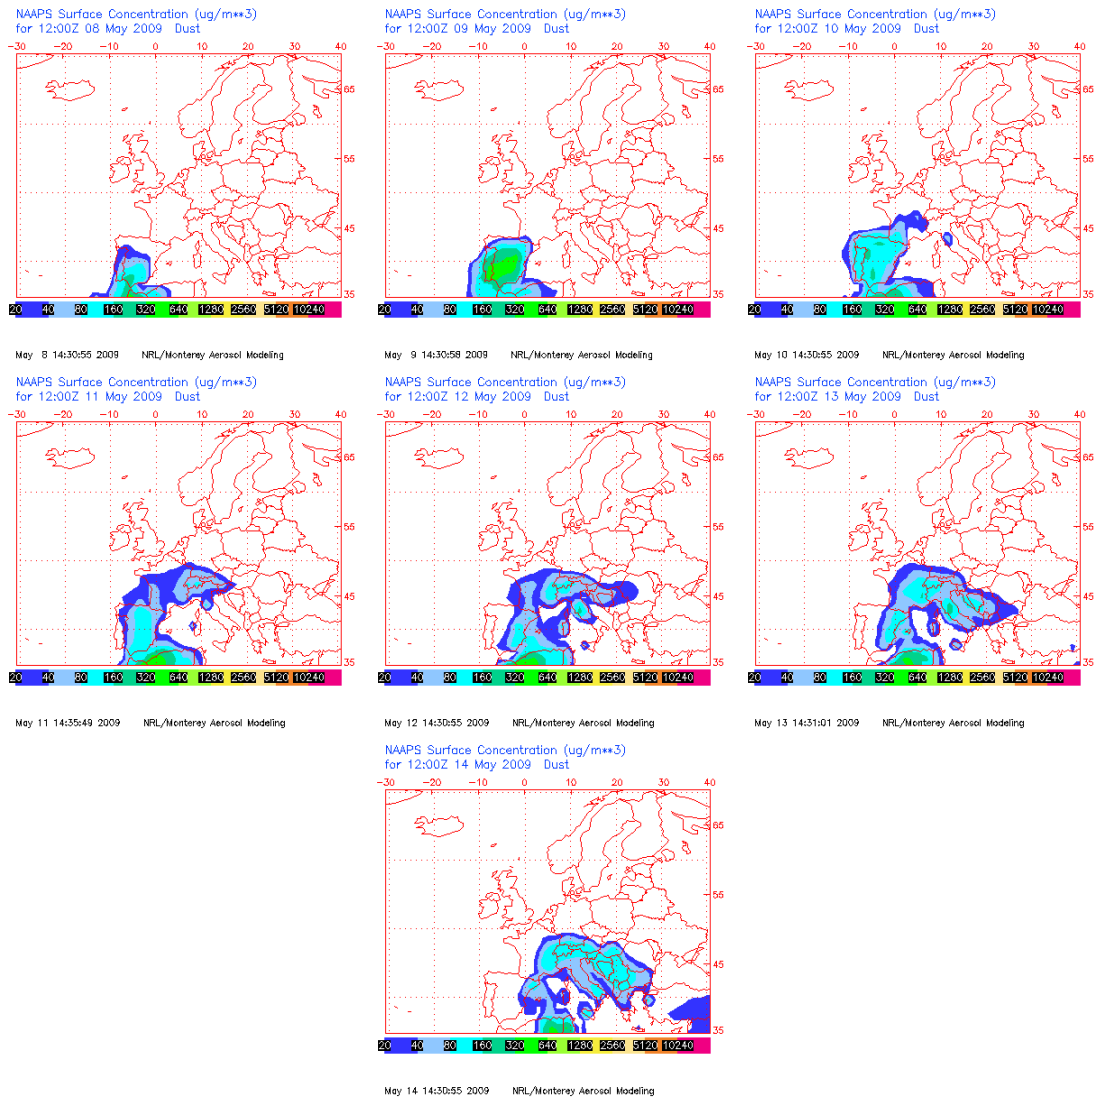 NAAPS Surface Concentration (ug/m**3)
for 12:00Z 08 May 2009 Dust
-30 -20 -10 0 10 20 30 40
65
55
45
35
20 40 80 160 320 640 1280 2560 5120 10240
May 8 14:30:55 2009 NRL/Monterey Aerosol Modeling
NAAPS Surface Concentration (ug/m**3)
for 12:00Z 09 May 2009 Dust
-30 -20 -10 0 10 20 30 40
65
55
45
35
20 40 80 160 320 640 1280 2560 5120 10240
May 9 14:30:58 2009 NRL/Monterey Aerosol Modeling
NAAPS Surface Concentration (ug/m**3)
for 12:00Z 10 May 2009 Dust
-30 -20 -10 0 10 20 30 40
65
55
45
35
20 40 80 160 320 640 1280 2560 5120 10240
May 10 14:30:55 2009 NRL/Monterey Aerosol Modeling
NAAPS Surface Concentration (ug/m**3)
for 12:00Z 11 May 2009 Dust
-30 -20 -10 0 10 20 30 40
65
55
45
35
20 40 80 160 320 640 1280 2560 5120 10240
May 11 14:35:49 2009 NRL/Monterey Aerosol Modeling
NAAPS Surface Concentration (ug/m**3)
for 12:00Z 12 May 2009 Dust
-30 -20 -10 0 10 20 30 40
65
55
45
35
20 40 80 160 320 640 1280 2560 5120 10240
May 12 14:30:55 2009 NRL/Monterey Aerosol Modeling
NAAPS Surface Concentration (ug/m**3)
for 12:00Z 13 May 2009 Dust
-30 -20 -10 0 10 20 30 40
65
55
45
35
20 40 80 160 320 640 1280 2560 5120 10240
May 13 14:31:01 2009 NRL/Monterey Aerosol Modeling
NAAPS Surface Concentration (ug/m**3)
for 12:00Z 14 May 2009 Dust
-30 -20 -10 0 10 20 30 40
65
55
45
35
20 40 80 160 320 640 1280 2560 5120 10240
May 14 14:30:55 2009 NRL/Monterey Aerosol Modeling